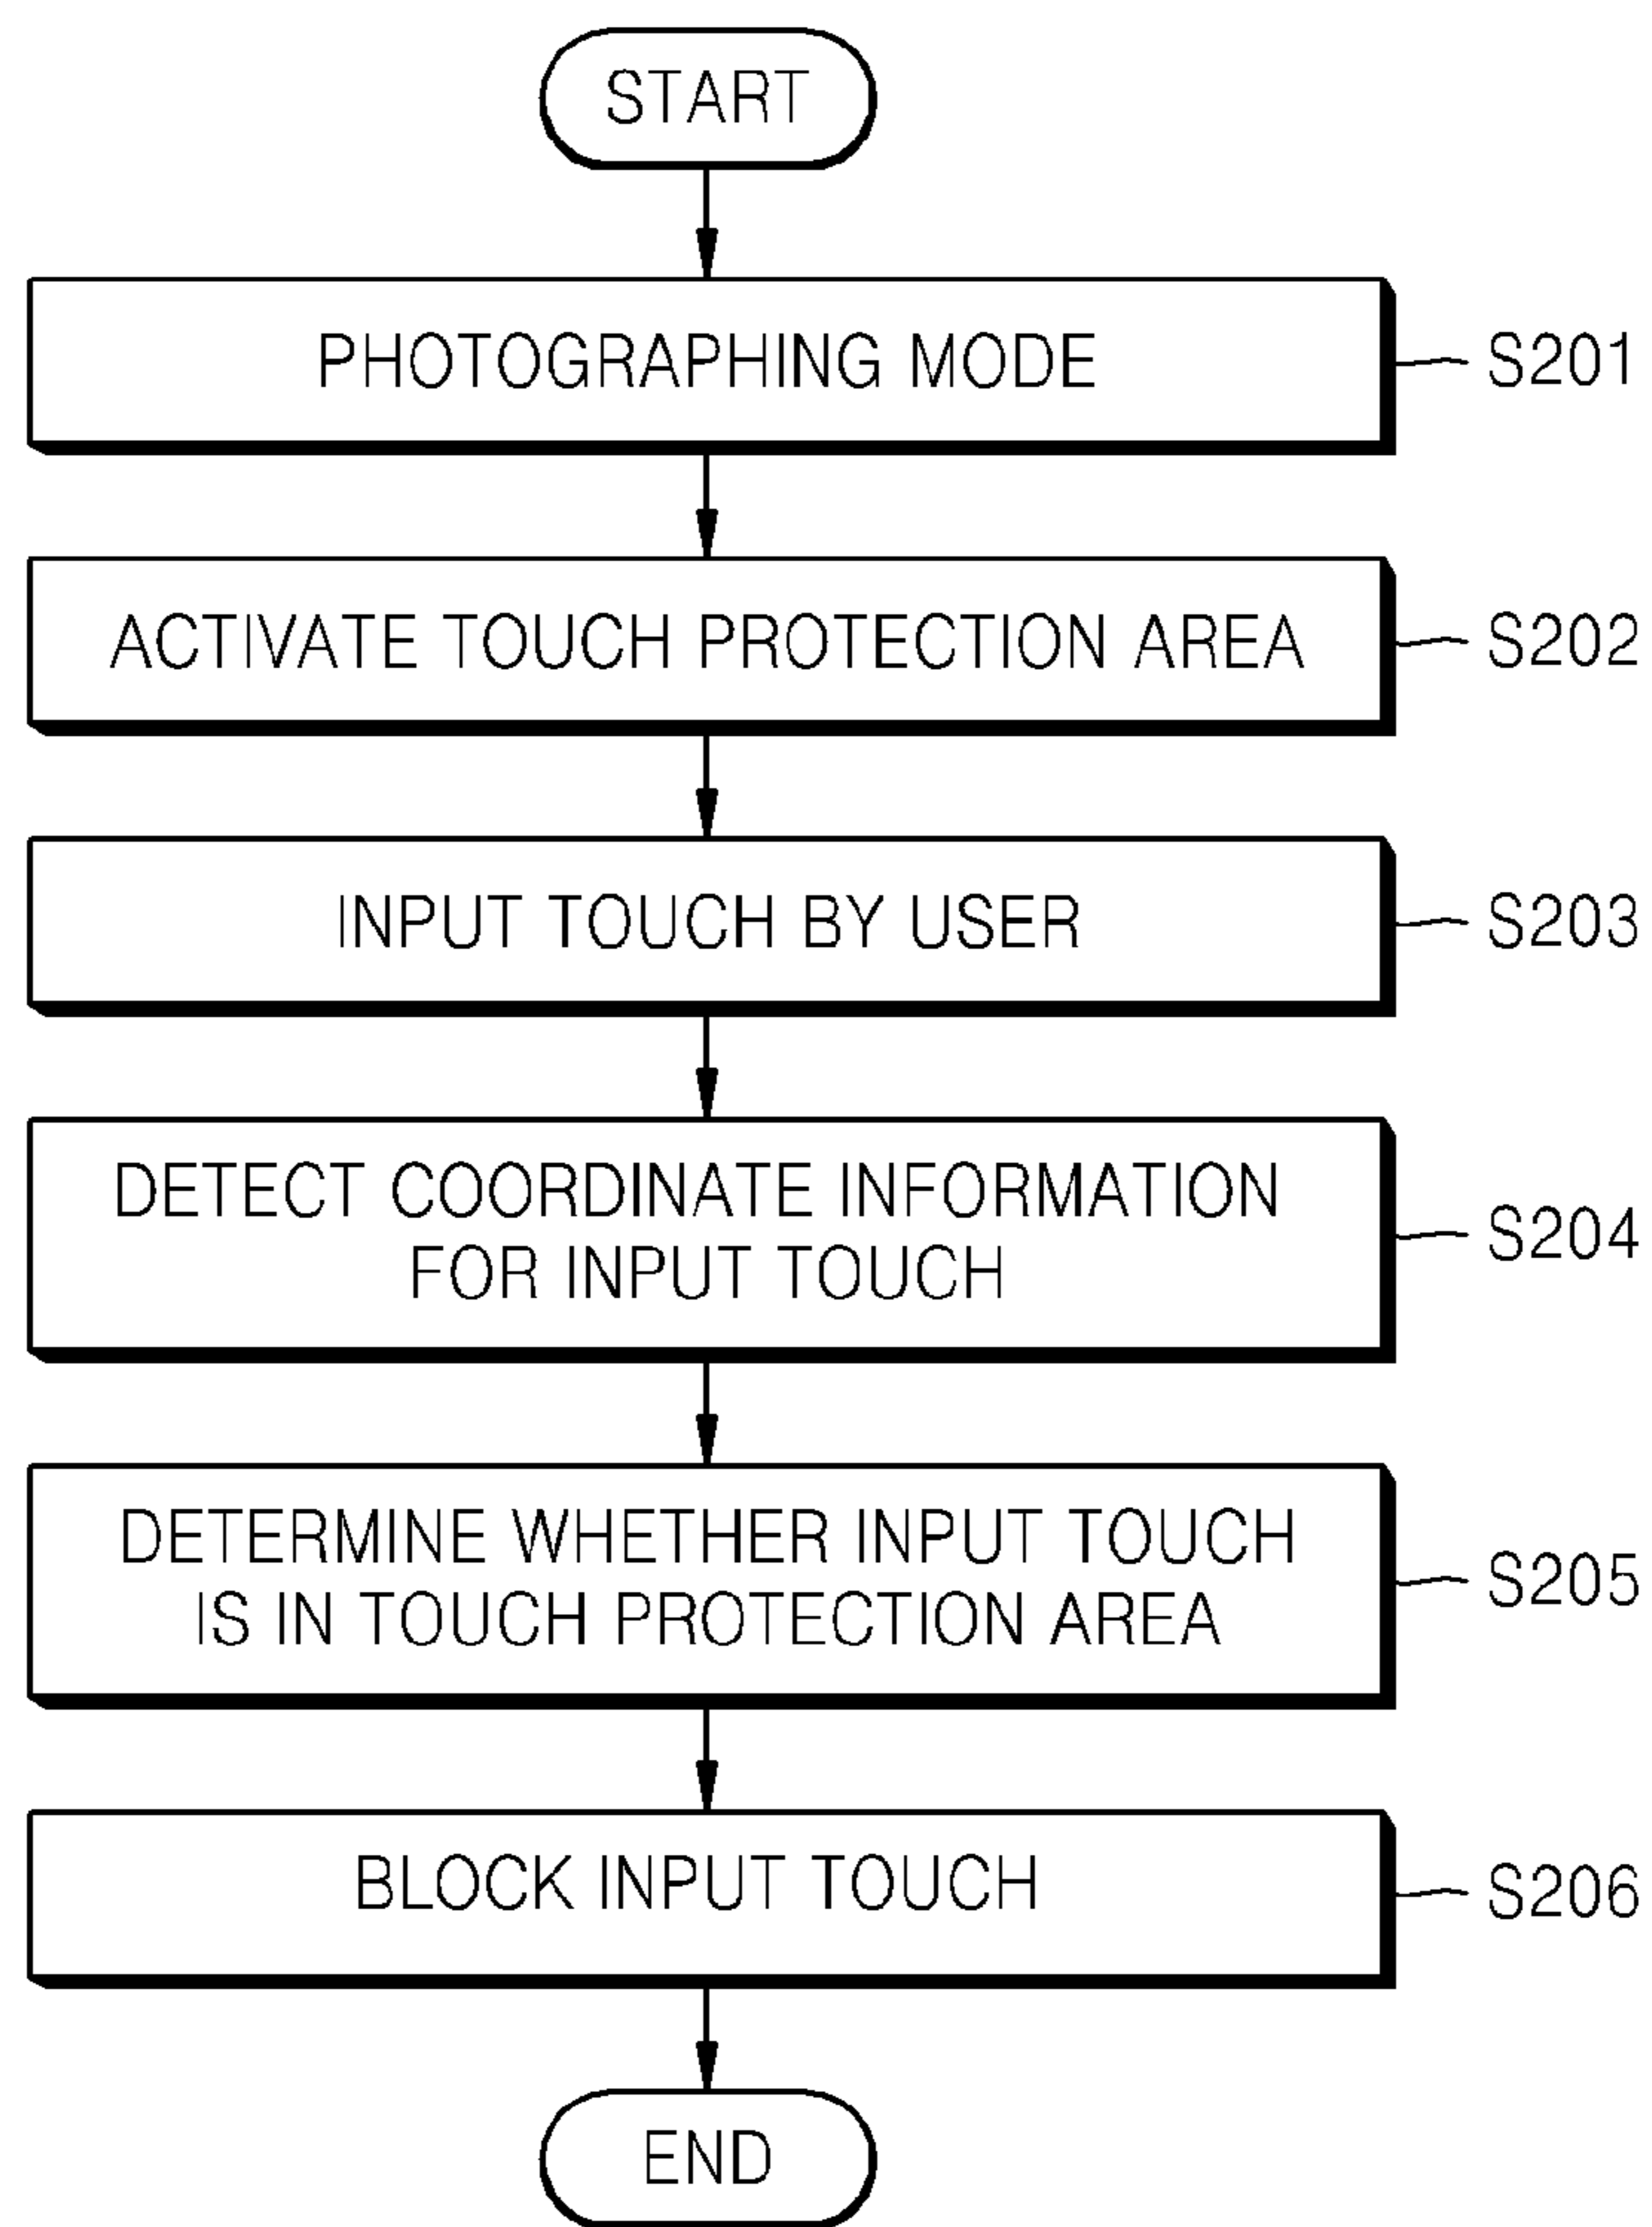 START
PHOTOGRAPHING MODE
S201
ACTIVATE TOUCH PROTECTION AREA
S202
INPUT TOUCH BY USER
S203
DETECT COORDINATE INFORMATION
FOR INPUT TOUCH
S204
DETERMINE WHETHER INPUT TOUCH
IS IN TOUCH PROTECTION AREA
S205
BLOCK INPUT TOUCH
S206
END